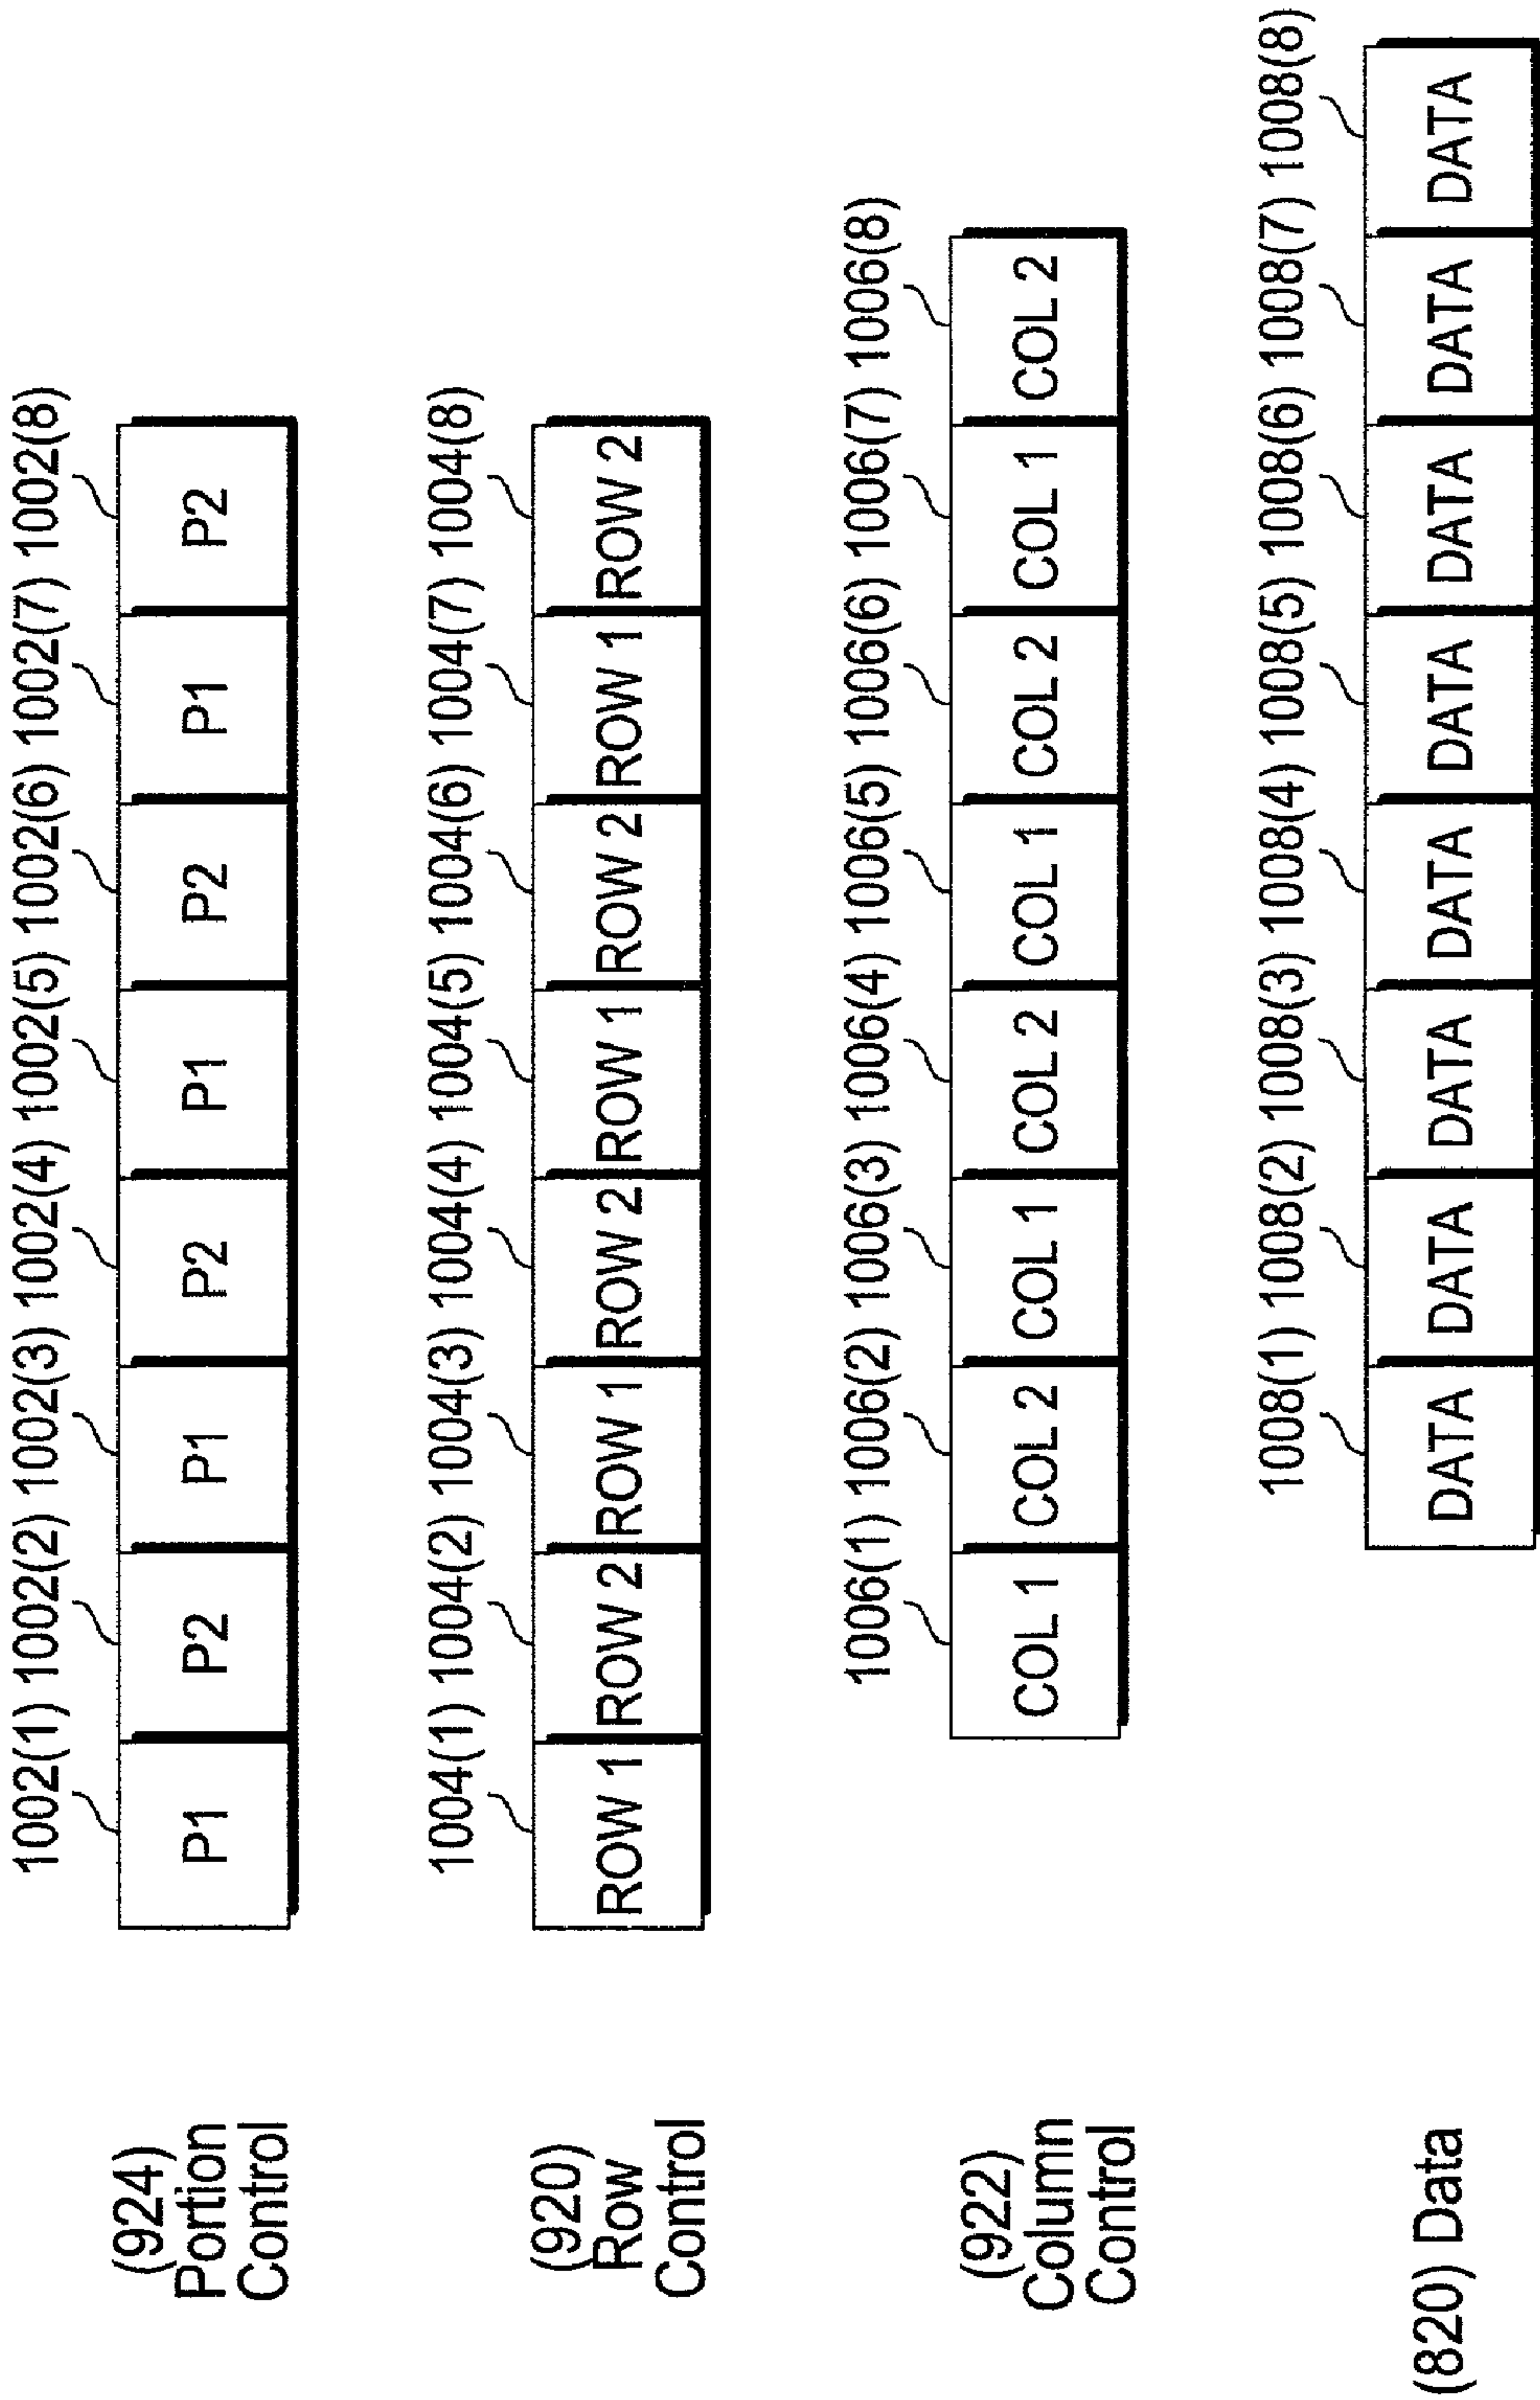 1002(1) 1002(2) 1002(3) 1002(4) 1002(5) 1002(6) 1002(7) 1002(8)
(924)
Portion
Control
P1 P2 P1 P2 P1 P2 P1 P2
1004(1) 1004(2) 1004(3) 1004(4) 1004(5) 1004(6) 1004(7) 1004(8)
(920)
Row
Control
ROW 1 ROW 2 ROW 1 ROW 2 ROW 1 ROW 2 ROW 1 ROW 2
1006(1) 1006(2) 1006(3) 1006(4) 1006(5) 1006(6) 1006(7) 1006(8)
(922)
Column
Control
COL 1 COL 2 COL 1 COL 2 COL 1 COL 2 COL 1 COL 2
1008(1) 1008(2) 1008(3) 1008(4) 1008(5) 1008(6) 1008(7) 1008(8)
(820) Data
DATA DATA DATA DATA DATA DATA DATA DATA